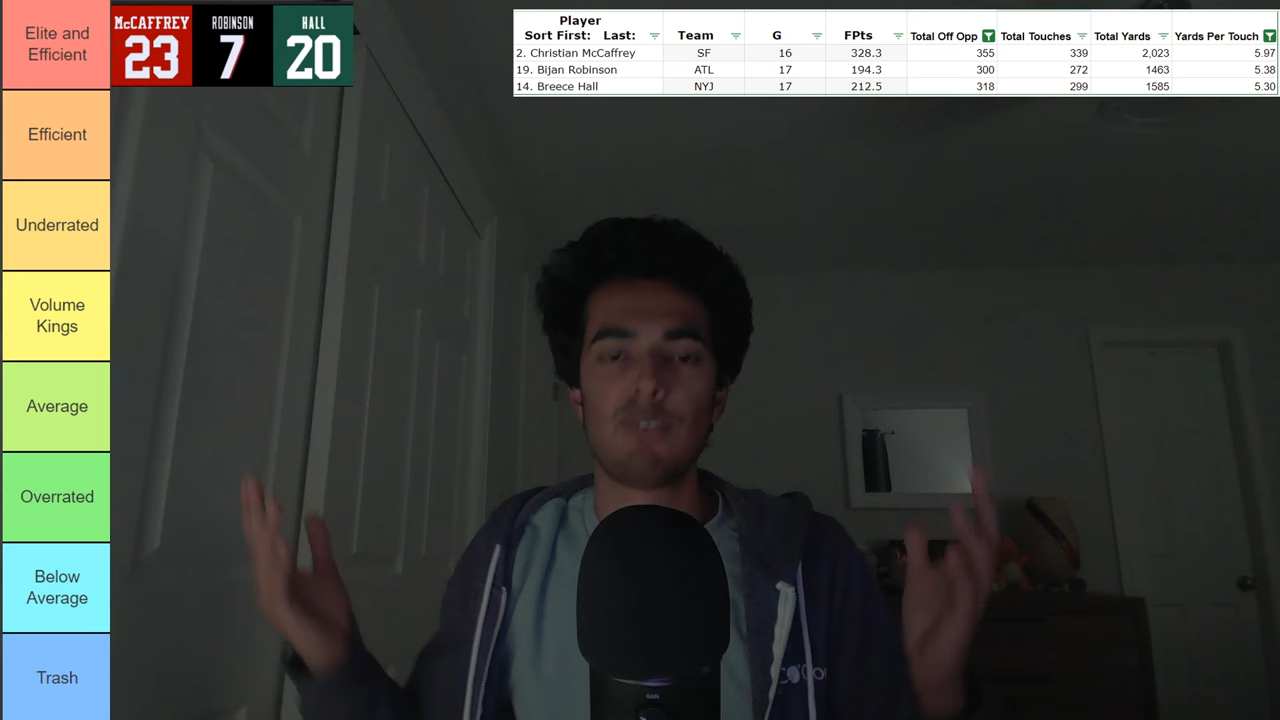 Elite and
Efficient
McCAFFREY
23
ROBINSON
7
HALL
20
Player
Sort First: Last: Team G FPts Total Off Opp Total Touches Total Yards Yards Per Touch
2. Christian McCaffrey SF 16 328.3 355 339 2,023 5.97
19. Bijan Robinson ATL 17 194.3 300 272 1463 5.38
14. Breece Hall NYJ 17 212.5 318 299 1585 5.30
Efficient
Underrated
Volume
Kings
Average
Overrated
Below
Average
Trash